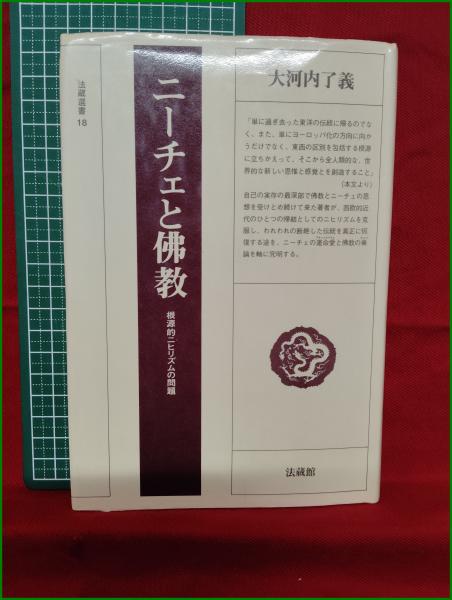 法蔵選書
18
ニーチェと佛教
根源的ニヒリズムの問題
大河内了義
「単に過ぎ去った東洋の伝統に帰るのでな
く、また、単にヨーロッパ化の方向に向か
うだけでなく、東西の区別を包括する根源
に立ちかえって、そこから全人類的な、世
界的な新しい思惟と感覚とを創造すること」
(本文より)
自己の実存の最深部で佛教とニーチェの思
想を受けとめ続けて来た著者が、西欧的近
代のひとつの帰結としてのニヒリズムを克
服し、われわれの断絶した伝統を真正に恢
復する途を、ニーチェの運命愛と佛教の業
論を軸に究明する。
法蔵館